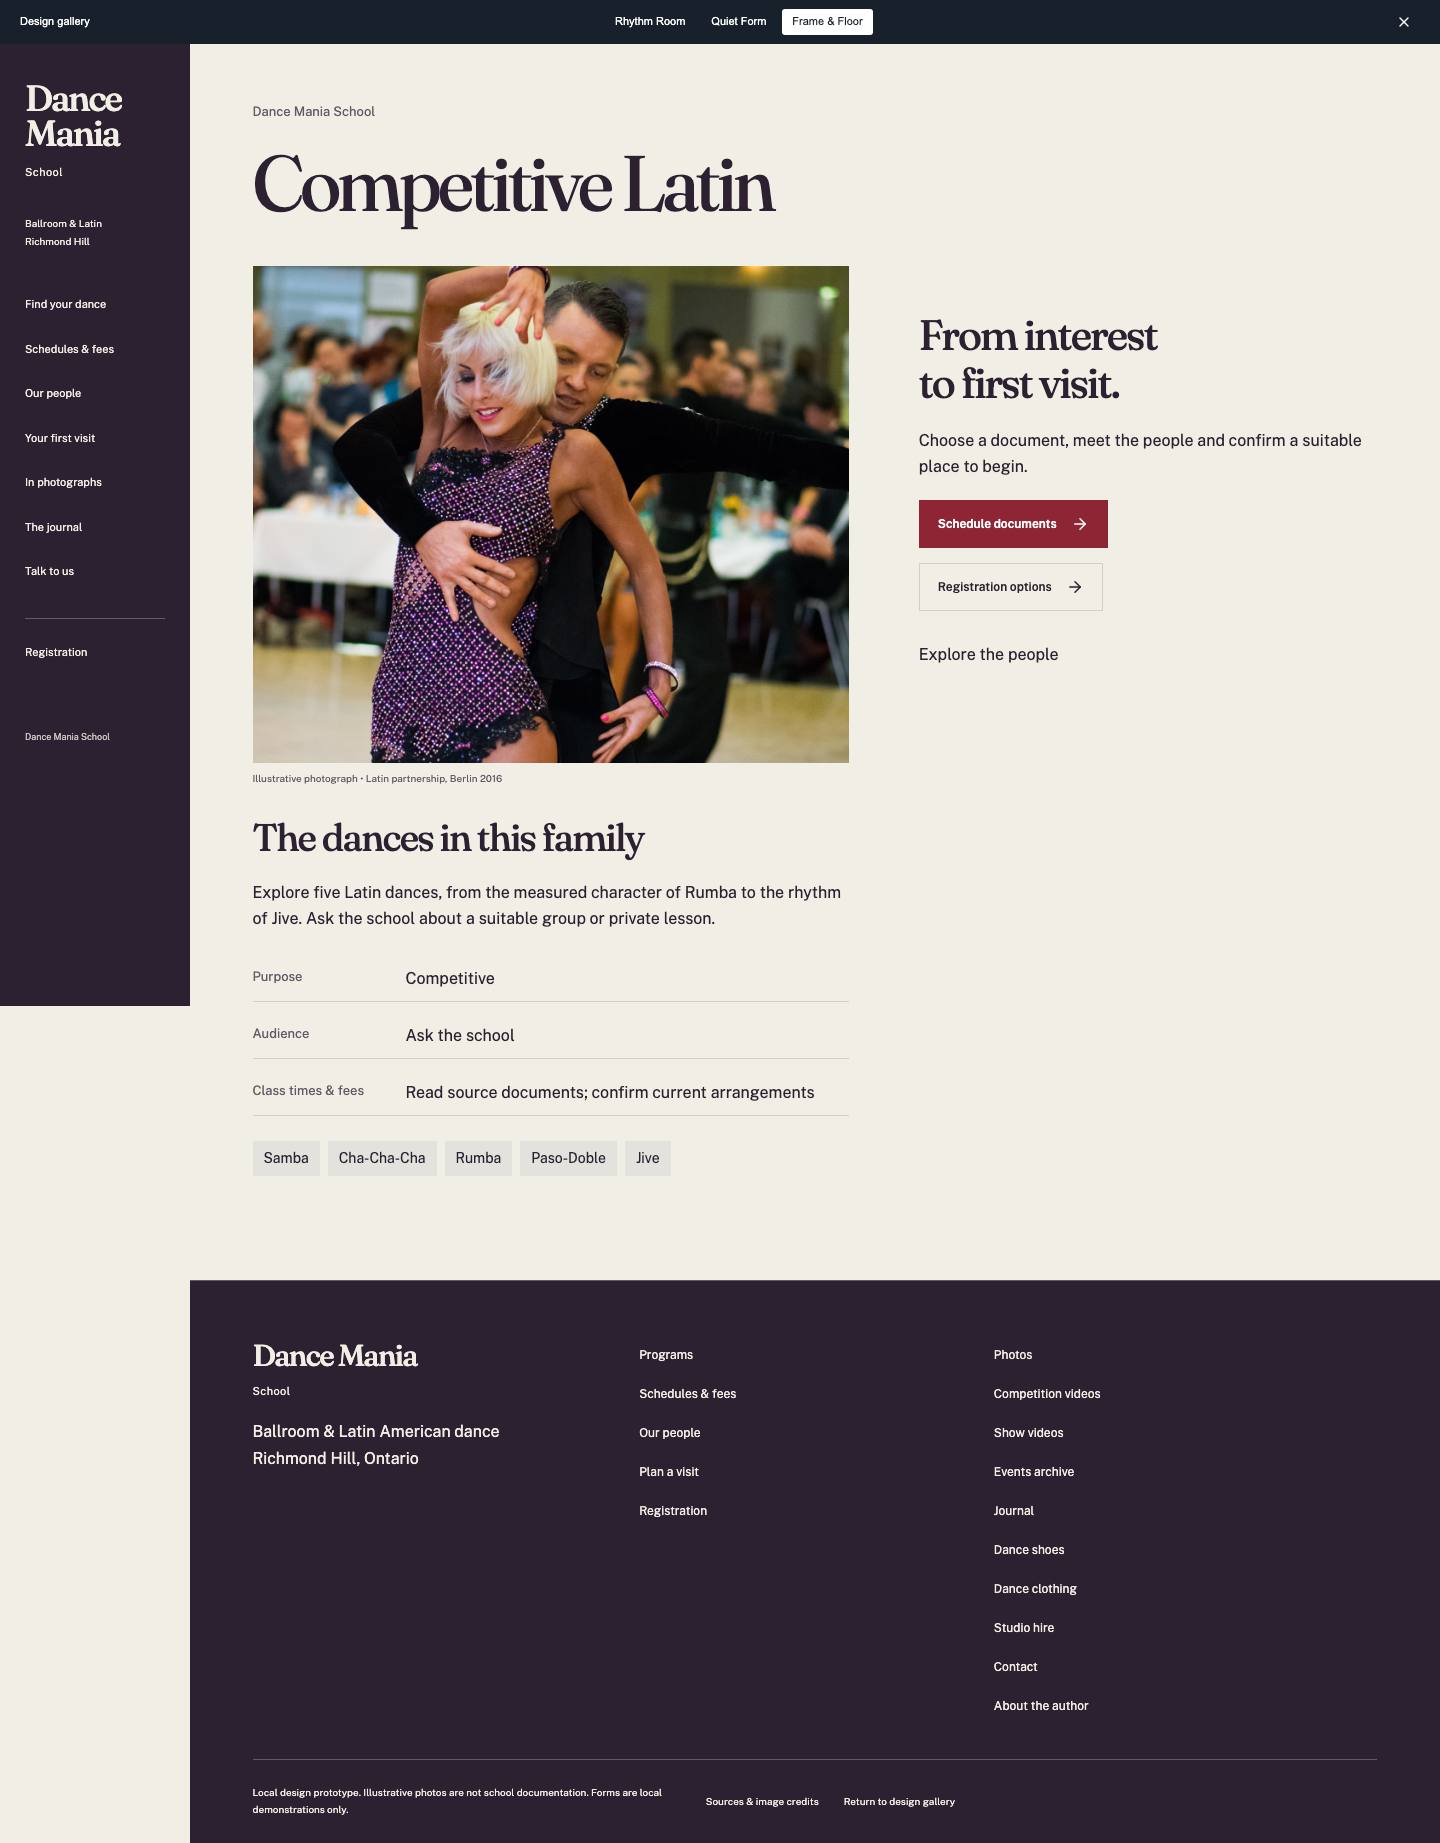 Design gallery
Rhythm Room
Quiet Form
Frame & Floor
Dance
Mania
School
Ballroom & Latin
Richmond Hill
Find your dance
Schedules & fees
Our people
Your first visit
In photographs
The journal
Talk to us
Registration
Dance Mania School
Dance Mania School
Competitive Latin
Illustrative photograph • Latin partnership, Berlin 2016
From interest
to first visit.
Choose a document, meet the people and confirm a suitable
place to begin.
Schedule documents
Registration options
Explore the people
The dances in this family
Explore five Latin dances, from the measured character of Rumba to the rhythm
of Jive. Ask the school about a suitable group or private lesson.
Purpose Competitive
Audience Ask the school
Class times & fees Read source documents; confirm current arrangements
Samba Cha-Cha-Cha Rumba Paso-Doble Jive
Dance Mania
School
Ballroom & Latin American dance
Richmond Hill, Ontario
Programs
Schedules & fees
Our people
Plan a visit
Registration
Photos
Competition videos
Show videos
Events archive
Journal
Dance shoes
Dance clothing
Studio hire
Contact
About the author
Local design prototype. Illustrative photos are not school documentation. Forms are local
demonstrations only.
Sources & image credits
Return to design gallery